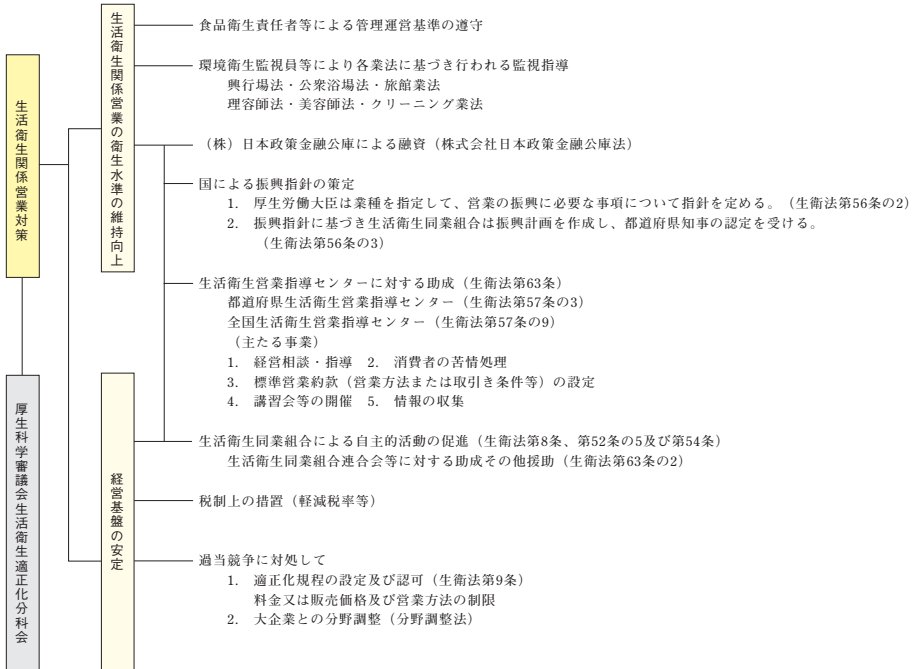 生活衛生関係営業対策
厚生科学審議会生活衛生適正化分科会
生活衛生関係営業の衛生水準の維持向上
経営基盤の安定
食品衛生責任者等による管理運営基準の遵守
環境衛生監視員等により各業法に基づき行われる監視指導
興行場法・公衆浴場法・旅館業法
理容師法・美容師法・クリーニング業法
（株）日本政策金融公庫による融資（株式会社日本政策金融公庫法）
国による振興指針の策定
1. 厚生労働大臣は業種を指定して、営業の振興に必要な事項について指針を定める。（生衛法第56条の2）
2. 振興指針に基づき生活衛生同業組合は振興計画を作成し、都道府県知事の認定を受ける。
（生衛法第56条の3）
生活衛生営業指導センターに対する助成（生衛法第63条）
都道府県生活衛生営業指導センター（生衛法第57条の3）
全国生活衛生営業指導センター（生衛法第57条の9）
（主たる事業）
1. 経営相談・指導 2. 消費者の苦情処理
3. 標準営業約款（営業方法または取引き条件等）の設定
4. 講習会等の開催 5. 情報の収集
生活衛生同業組合による自主的活動の促進（生衛法第8条、第52条の5及び第54条）
生活衛生同業組合連合会等に対する助成その他援助（生衛法第63条の2）
税制上の措置（軽減税率等）
過当競争に対処して
1. 適正化規程の設定及び認可（生衛法第9条）
料金又は販売価格及び営業方法の制限
2. 大企業との分野調整（分野調整法）